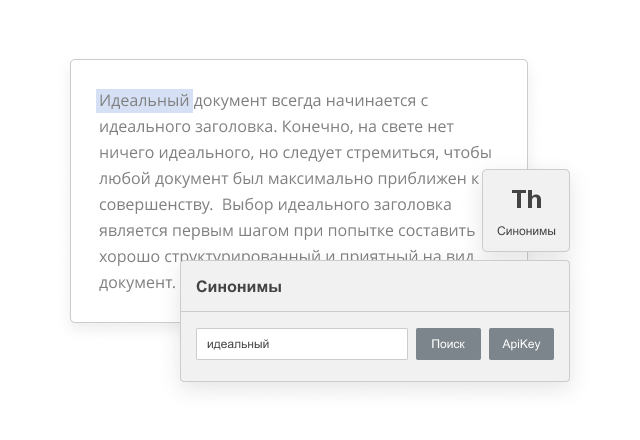 Идеальный документ всегда начинается с
идеального заголовка. Конечно, на свете нет
ничего идеального, но следует стремиться, чтобы
любой документ был максимально приближен к
совершенству.  Выбор идеального заголовка
является первым шагом при попытке составить
хорошо структурированный и приятный на вид
документ.
Th
Синонимы
Синонимы
идеальный
Поиск
ApiKey